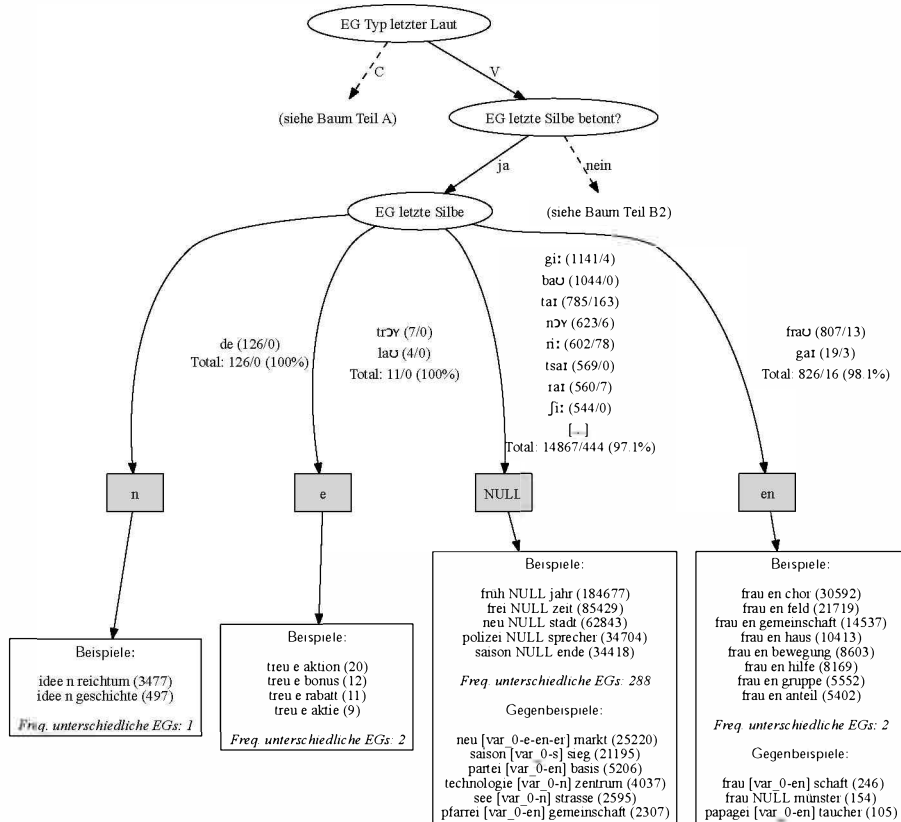 EG Typ letzter Laut
C
V
(siehe Baum Teil A)
EG letzte Silbe betont?
ja
nein
EG letzte Silbe
(siehe Baum Teil B2)
de (126/0)
Total: 126/0 (100%)
trɔʏ (7/0)
laʊ (4/0)
Total: 11/0 (100%)
giː (1141/4)
baʊ (1044/0)
taɪ (785/163)
nɔʏ (623/6)
riː (602/78)
tsaɪ (569/0)
raɪ (560/7)
ʃiː (544/0)
[...]
Total: 14867/444 (97.1%)
fraʊ (807/13)
gaɪ (19/3)
Total: 826/16 (98.1%)
n
e
NULL
en
Beispiele:
idee n reichtum (3477)
idee n geschichte (497)
Freq. unterschiedliche EGs: 1
Beispiele:
treu e aktion (20)
treu e bonus (12)
treu e rabatt (11)
treu e aktie (9)
Freq. unterschiedliche EGs: 2
Beispiele:
fruh NULL jahr (184677)
frei NULL zeit (85429)
neu NULL stadt (62843)
polizei NULL sprecher (34704)
saison NULL ende (34418)
Freq. unterschiedliche EGs: 288
Gegenbeispiele:
neu [var_0-e-en-er] markt (25220)
saison [var_0-s] sieg (21195)
partei [var_0-en] basis (5206)
technologie [var_0-n] zentrum (4037)
see [var_0-n] strasse (2595)
pfarrei [var_0-en] gemeinschaft (2307)
Beispiele:
frau en chor (30592)
frau en feld (21719)
frau en gemeinschaft (14537)
frau en haus (10413)
frau en bewegung (8603)
frau en hilfe (8169)
frau en gruppe (5552)
frau en anteil (5402)
Freq. unterschiedliche EGs: 2
Gegenbeispiele:
frau [var_0-en] schaft (246)
frau NULL münster (154)
papagei [var_0-en] taucher (105)